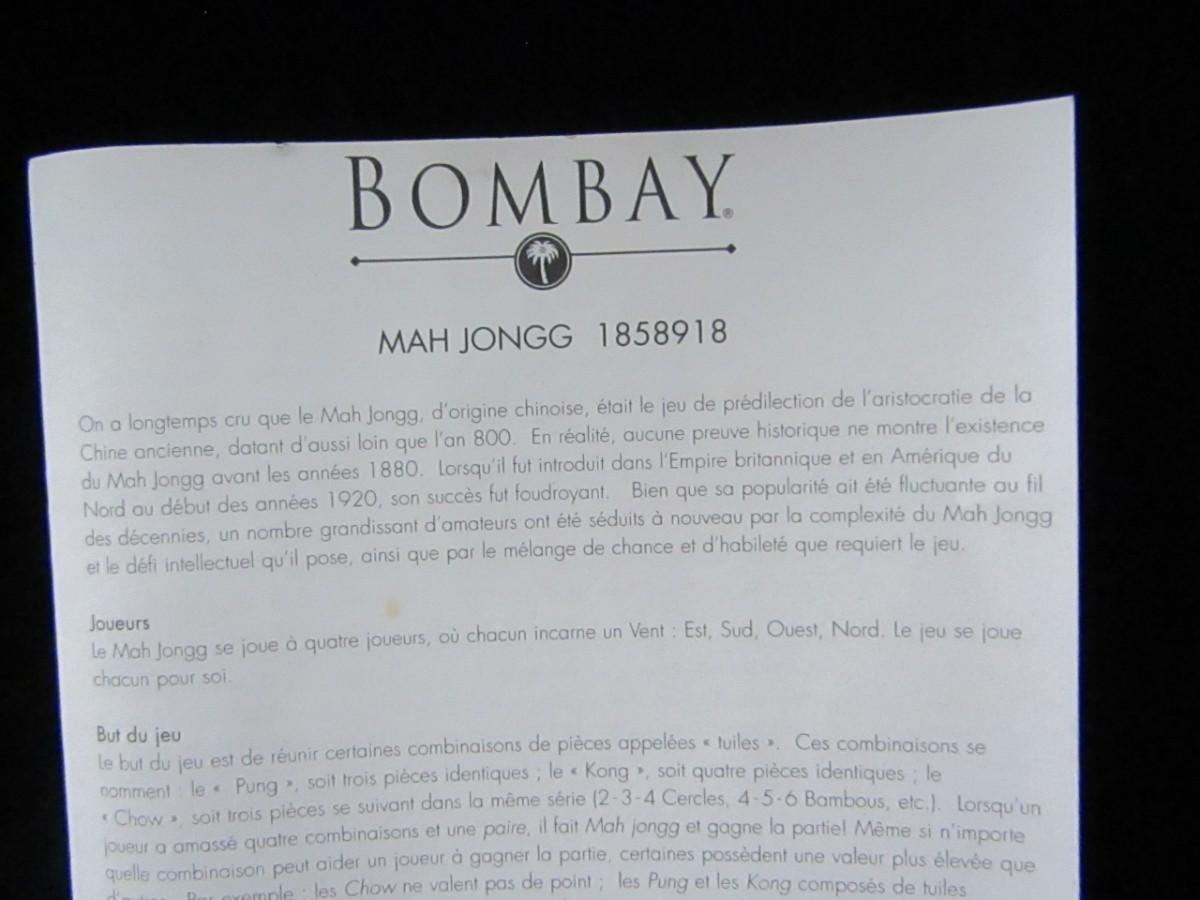 BOMBAY®
MAH JONGG 1858918
On a longtemps cru que le Mah Jongg, d'origine chinoise, était le jeu de prédilection de l'aristocratie de la
Chine ancienne, datant d'aussi loin que l'an 800. En réalité, aucune preuve historique ne montre l'existence
du Mah Jongg avant les années 1880. Lorsqu'il fut introduit dans l'Empire britannique et en Amérique du
Nord au début des années 1920, son succès fut foudroyant. Bien que sa popularité ait été fluctuante au fil
des décennies, un nombre grandissant d'amateurs ont été séduits à nouveau par la complexité du Mah Jongg
et le défi intellectuel qu'il pose, ainsi que par le mélange de chance et d'habileté que requiert le jeu.
Joueurs
Le Mah Jongg se joue à quatre joueurs, où chacun incarne un Vent : Est, Sud, Ouest, Nord. Le jeu se joue
chacun pour soi.
But du jeu
Le but du jeu est de réunir certaines combinaisons de pièces appelées « tuiles ». Ces combinaisons se
nomment : le « Pung », soit trois pièces identiques ; le « Kong », soit quatre pièces identiques ; le
« Chow », soit trois pièces se suivant dans la même série (2-3-4 Cercles, 4-5-6 Bambous, etc.). Lorsqu'un
joueur a amassé quatre combinaisons et une paire, il fait Mah jongg et gagne la partie! Même si n'importe
quelle combinaison peut aider un joueur à gagner la partie, certaines possèdent une valeur plus élevée que
d'autres. Par exemple : les Chow ne valent pas de point ; les Pung et les Kong composés de tuiles